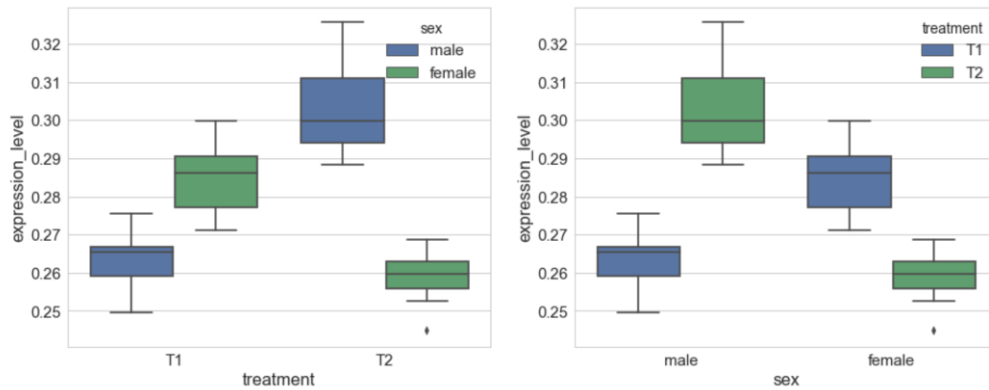 sex
male
female
0.32
0.31
0.30
0.29
0.28
0.27
0.26
0.25
expression_level
T1 T2
treatment
treatment
T1
T2
0.32
0.31
0.30
0.29
0.28
0.27
0.26
0.25
expression_level
male female
sex